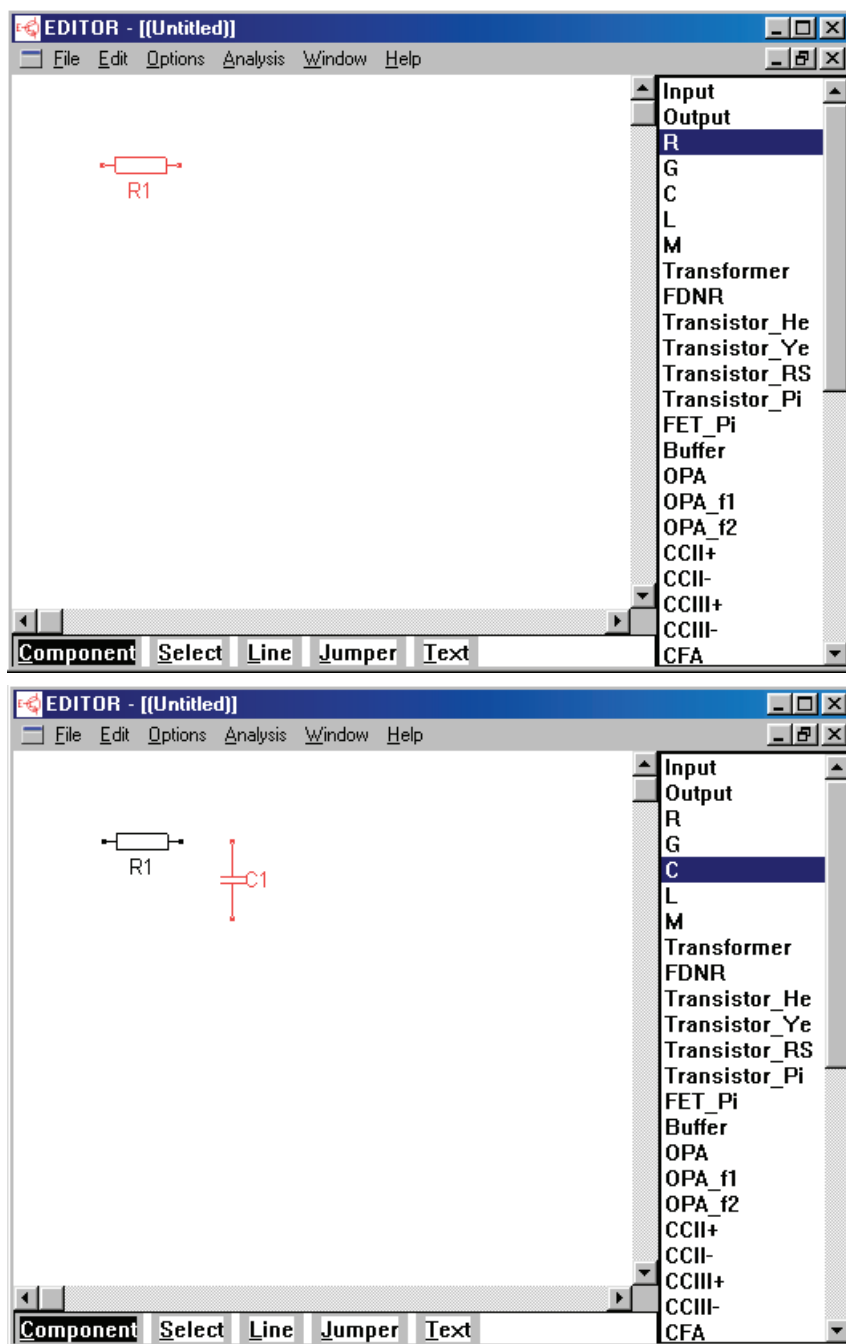 EDITOR - [(Untitled)]
File Edit Options Analysis Window Help
R1
Input
Output
R
G
C
L
M
Transformer
FDNR
Transistor_He
Transistor_Ye
Transistor_RS
Transistor_Pi
FET_Pi
Buffer
OPA
OPA_f1
OPA_f2
CCII+
CCII-
CCIII+
CCIII-
CFA
Component Select Line Jumper Text
EDITOR - [(Untitled)]
File Edit Options Analysis Window Help
R1
C1
Input
Output
R
G
C
L
M
Transformer
FDNR
Transistor_He
Transistor_Ye
Transistor_RS
Transistor_Pi
FET_Pi
Buffer
OPA
OPA_f1
OPA_f2
CCII+
CCII-
CCIII+
CCIII-
CFA
Component Select Line Jumper Text